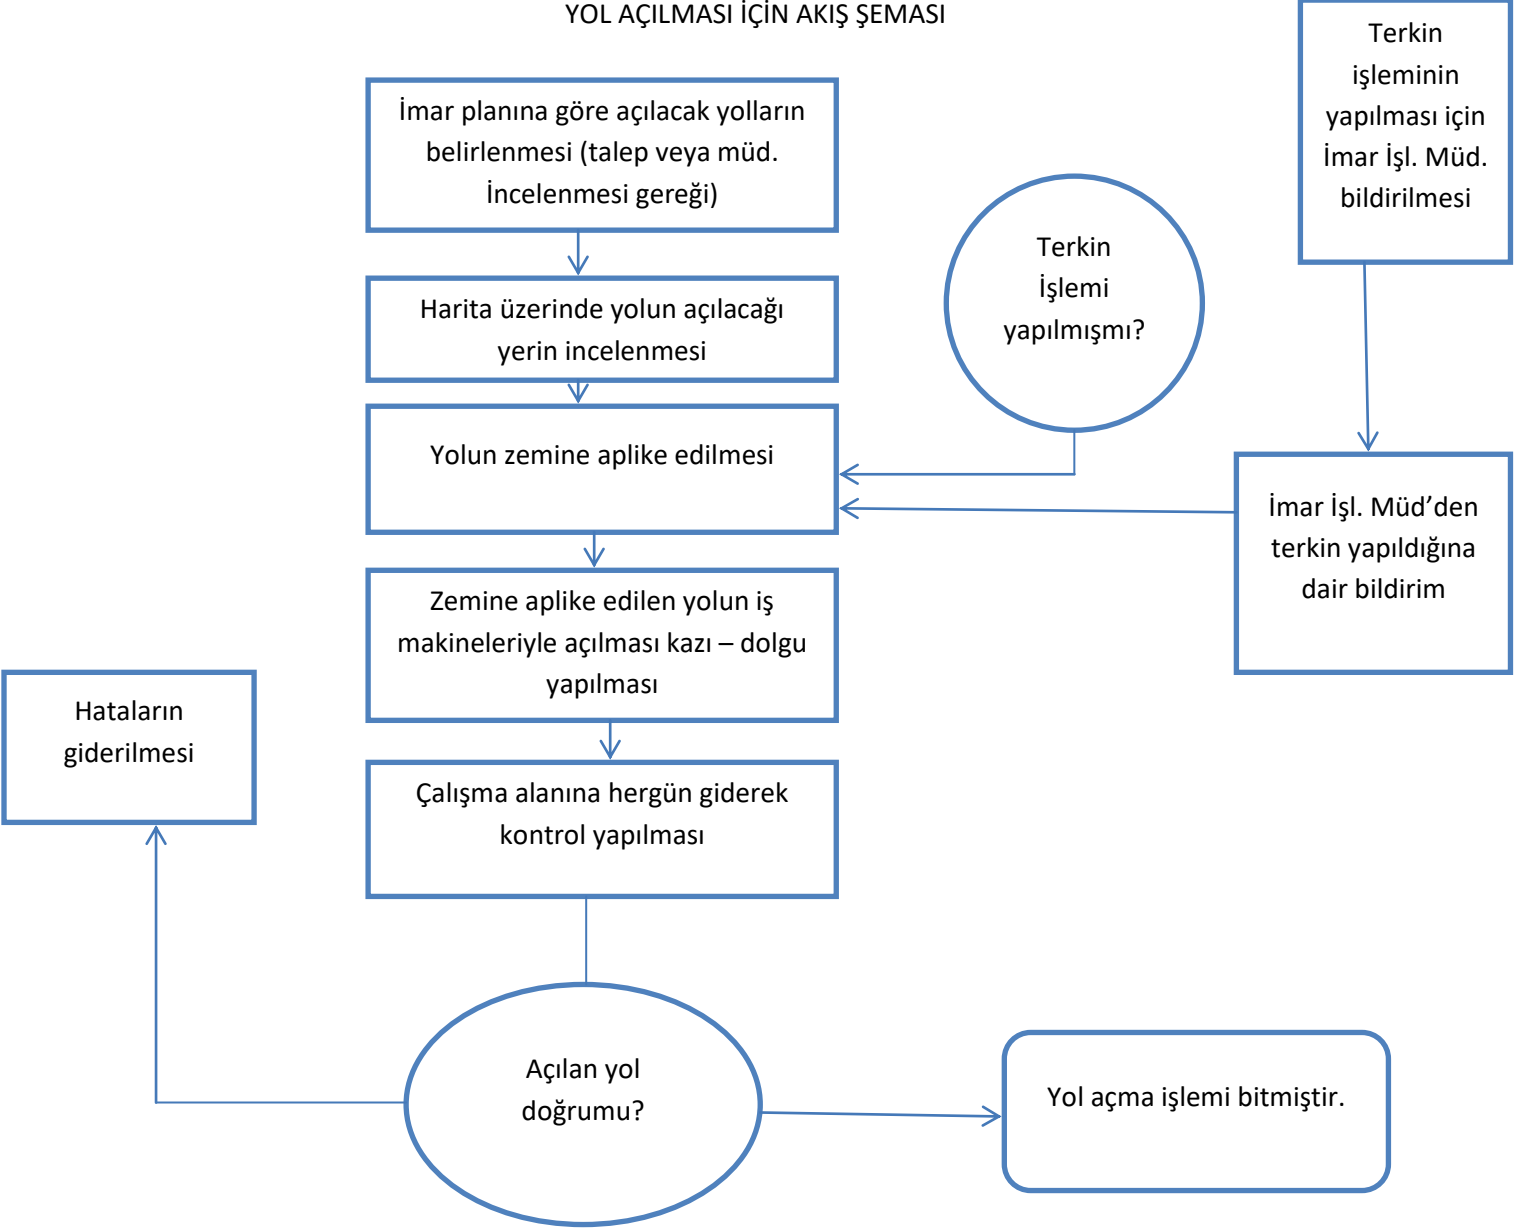 YOL AÇILMASI İÇİN AKIŞ ŞEMASI
Terkin
işleminin
yapılması için
İmar İşl. Müd.
bildirilmesi
İmar planına göre açılacak yolların
belirlenmesi (talep veya müd.
İncelenmesi gereği)
Terkin
İşlemi
yapılmışmı?
Harita üzerinde yolun açılacağı
yerin incelenmesi
Yolun zemine aplike edilmesi
İmar İşl. Müd’den
terkin yapıldığına
dair bildirim
Zemine aplike edilen yolun iş
makineleriyle açılması kazı – dolgu
yapılması
Hataların
giderilmesi
Çalışma alanına hergün giderek
kontrol yapılması
Açılan yol
doğrumu?
Yol açma işlemi bitmiştir.